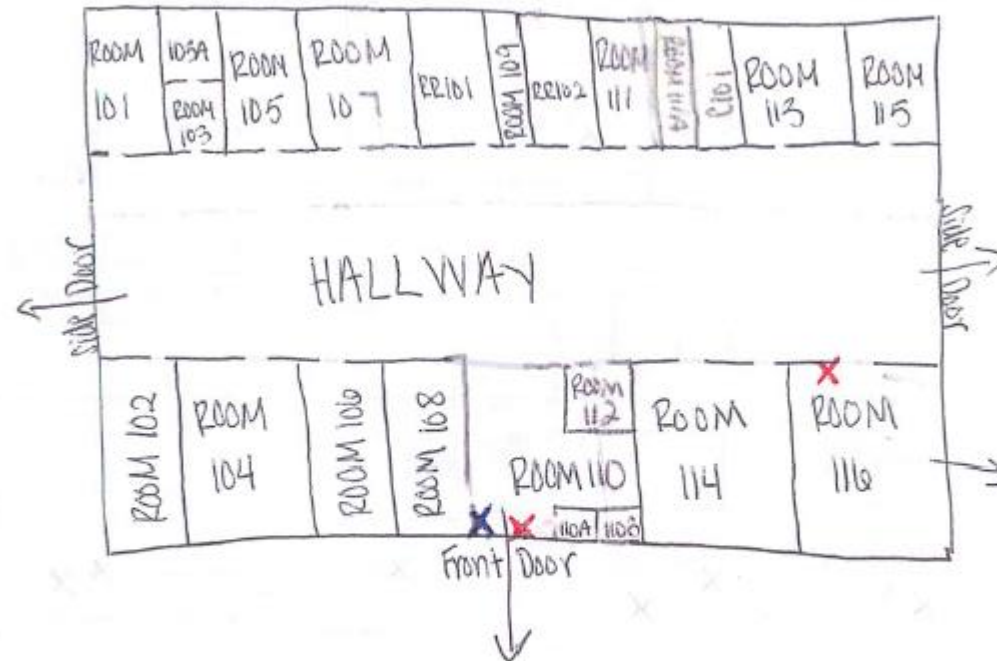 ROOM 101
105A
ROOM 103
ROOM 105
ROOM 107
RR101
ROOM 109
RR102
ROOM 111
ROOM 111A
C101
ROOM 113
ROOM 115
Side Door
HALLWAY
Side Door
ROOM 102
ROOM 104
ROOM 106
ROOM 108
ROOM 112
ROOM 110
110A
110B
ROOM 114
X
ROOM 116
X
X
Front Door